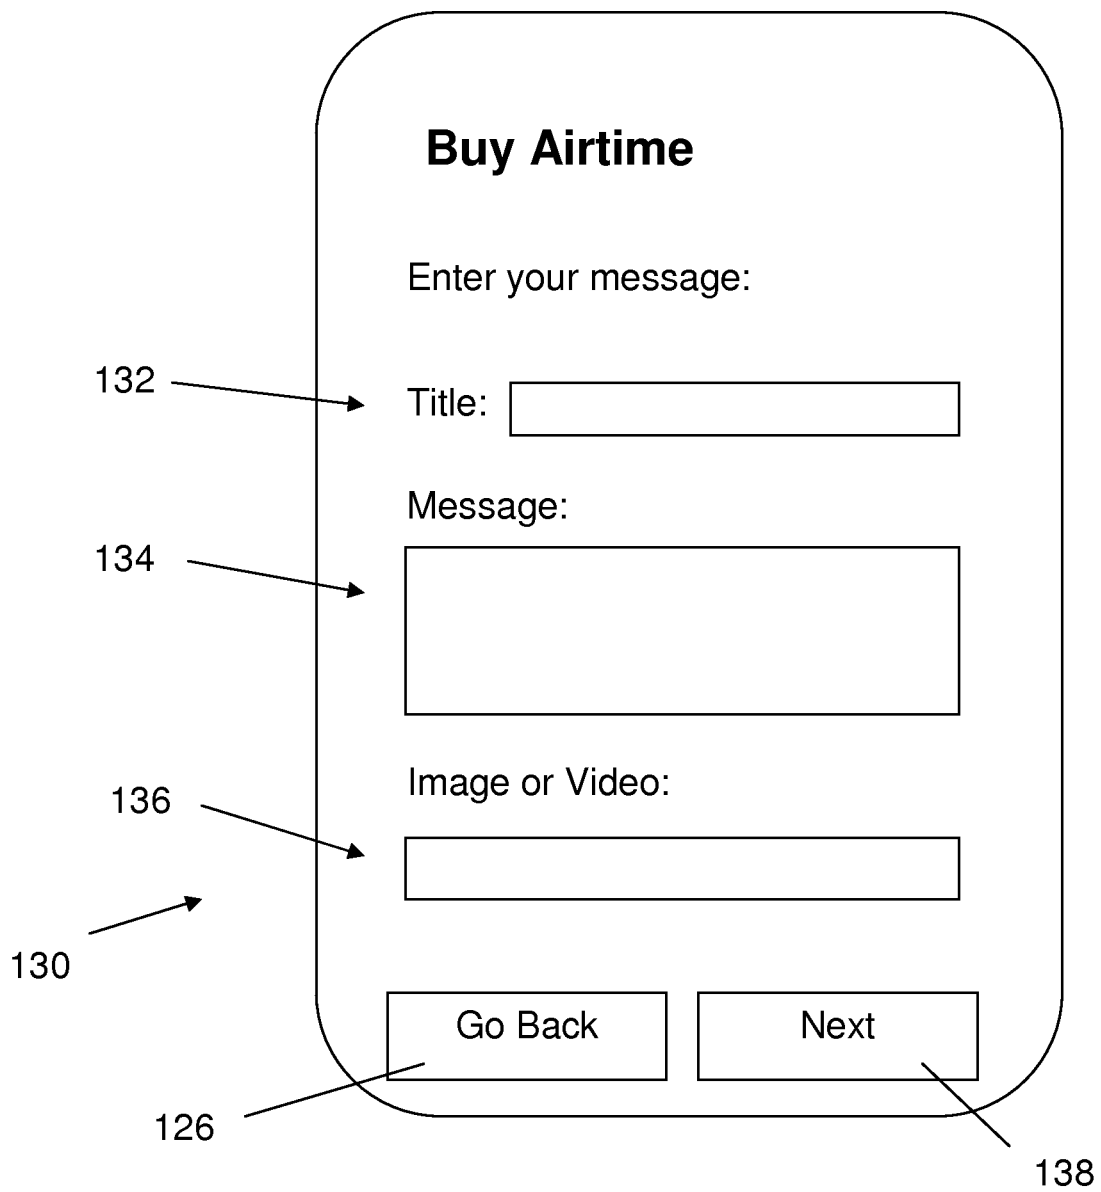 Buy Airtime
Enter your message:
132
Title:
Message:
134
Image or Video:
136
130
Go Back
Next
126
138